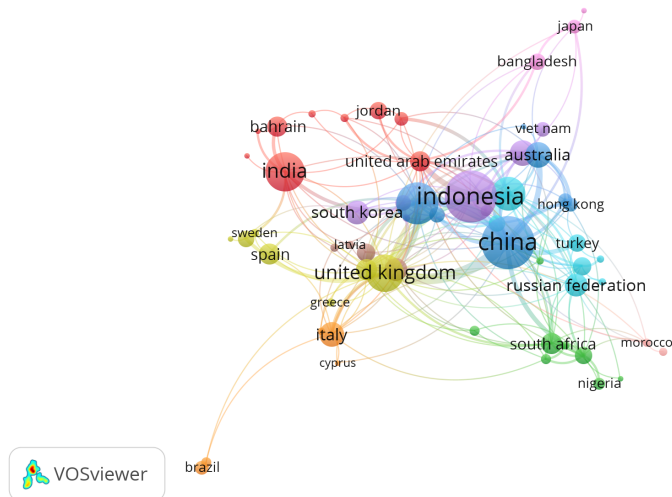 japan
bangladesh
jordan
bahrain
viet nam
united arab emirates
australia
india
indonesia
hong kong
south korea
sweden
latvia
china
turkey
spain
united kingdom
russian federation
greece
italy
south africa
morocco
cyprus
nigeria
brazil
VOSviewer